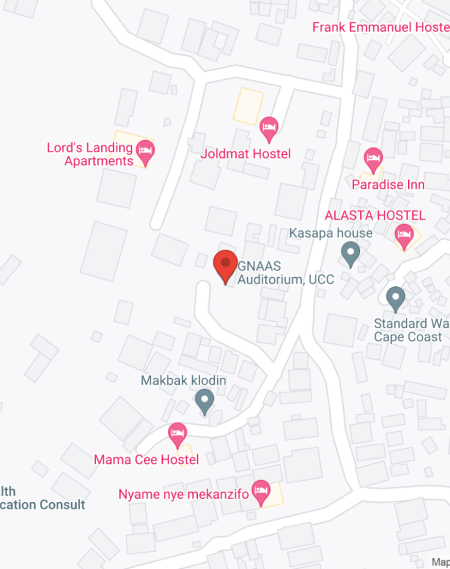 Frank Emmanuel Hoste
Lord's Landing
Apartments
Joldmat Hostel
Paradise Inn
ALASTA HOSTEL
Kasapa house
GNAAS
Auditorium, UCC
Standard Wa
Cape Coast
Makbak klodin
Mama Cee Hostel
lth
cation Consult
Nyame nye mekanzifo
Map